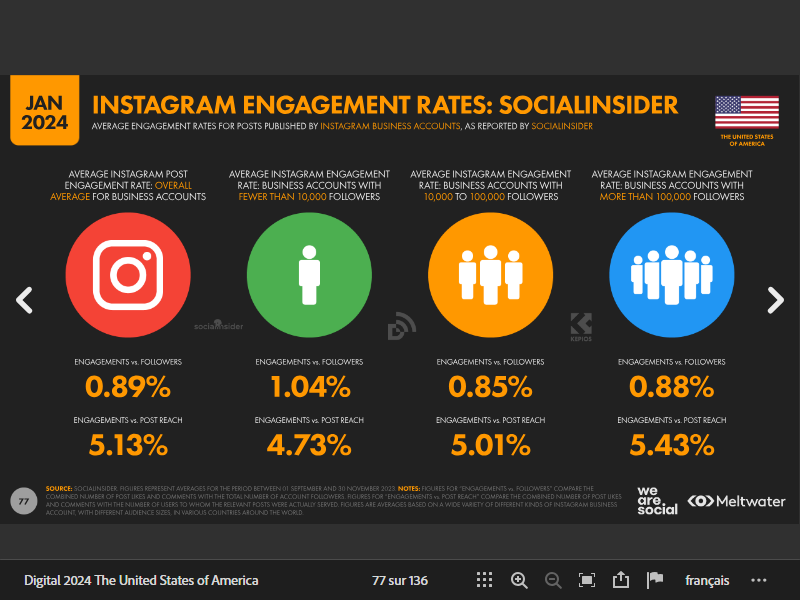 JAN
2024
INSTAGRAM ENGAGEMENT RATES: SOCIALINSIDER
AVERAGE ENGAGEMENT RATES FOR POSTS PUBLISHED BY INSTAGRAM BUSINESS ACCOUNTS, AS REPORTED BY SOCIALINSIDER
THE UNITED STATES
OF AMERICA
AVERAGE INSTAGRAM POST
ENGAGEMENT RATE: OVERALL
AVERAGE FOR BUSINESS ACCOUNTS
AVERAGE INSTAGRAM ENGAGEMENT
RATE: BUSINESS ACCOUNTS WITH
FEWER THAN 10,000 FOLLOWERS
AVERAGE INSTAGRAM ENGAGEMENT
RATE: BUSINESS ACCOUNTS WITH
10,000 TO 100,000 FOLLOWERS
AVERAGE INSTAGRAM ENGAGEMENT
RATE: BUSINESS ACCOUNTS WITH
MORE THAN 100,000 FOLLOWERS
socialinsider
KEPIOS
ENGAGEMENTS vs. FOLLOWERS
0.89%
ENGAGEMENTS vs. FOLLOWERS
1.04%
ENGAGEMENTS vs. FOLLOWERS
0.85%
ENGAGEMENTS vs. FOLLOWERS
0.88%
ENGAGEMENTS vs. POST REACH
5.13%
ENGAGEMENTS vs. POST REACH
4.73%
ENGAGEMENTS vs. POST REACH
5.01%
ENGAGEMENTS vs. POST REACH
5.43%
77
SOURCE: SOCIALINSIDER. FIGURES REPRESENT AVERAGES FOR THE PERIOD BETWEEN 01 SEPTEMBER AND 30 NOVEMBER 2023. NOTES: FIGURES FOR "ENGAGEMENTS vs. FOLLOWERS" COMPARE THE
COMBINED NUMBER OF POST LIKES AND COMMENTS WITH THE TOTAL NUMBER OF ACCOUNT FOLLOWERS. FIGURES FOR "ENGAGEMENTS vs. POST REACH" COMPARE THE COMBINED NUMBER OF POST LIKES
AND COMMENTS WITH THE NUMBER OF USERS TO WHOM THE RELEVANT POSTS WERE ACTUALLY SERVED. FIGURES ARE AVERAGES BASED ON A WIDE VARIETY OF DIFFERENT KINDS OF INSTAGRAM BUSINESS
ACCOUNT, WITH DIFFERENT AUDIENCE SIZES, IN VARIOUS COUNTRIES AROUND THE WORLD.
we
are.
social
Meltwater
Digital 2024 The United States of America
77 sur 136
français